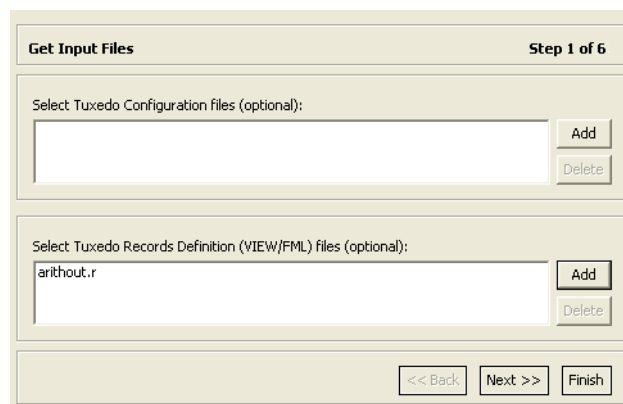 Get Input Files Step 1 of 6
Select Tuxedo Configuration files (optional):
Add
Delete
Select Tuxedo Records Definition (VIEW/FML) files (optional):
arithout.r
Add
Delete
<< Back Next >> Finish